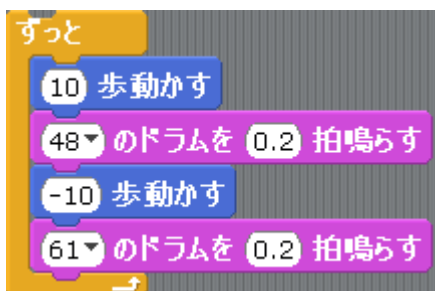 ずっと
10 歩動かす
48 のドラムを 0.2 拍鳴らす
-10 歩動かす
61 のドラムを 0.2 拍鳴らす